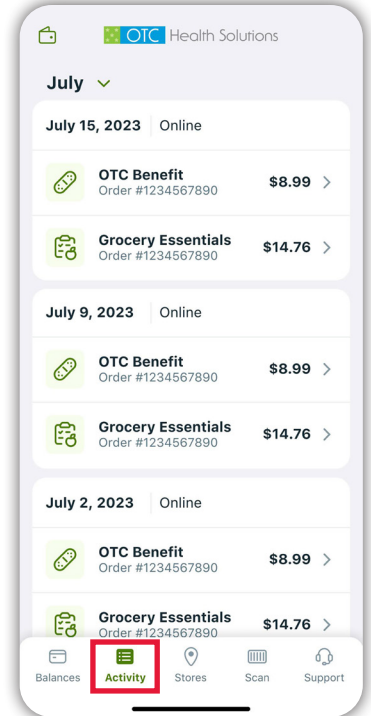 OTC Health Solutions
July
July 15, 2023 Online
OTC Benefit
Order #1234567890
$8.99
Grocery Essentials
Order #1234567890
$14.76
July 9, 2023 Online
OTC Benefit
Order #1234567890
$8.99
Grocery Essentials
Order #1234567890
$14.76
July 2, 2023 Online
OTC Benefit
Order #1234567890
$8.99
Grocery Essentials
Order #1234567890
$14.76
Balances Activity Stores Scan Support